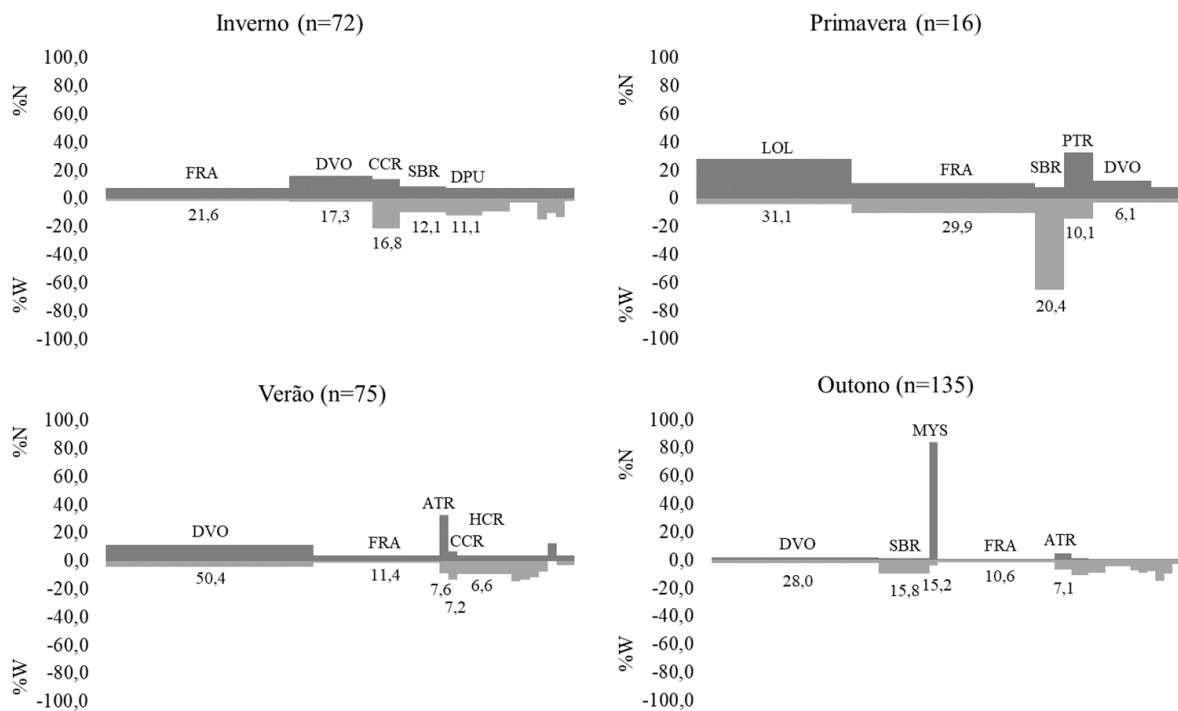 Inverno (n=72)
%N
100,0
80,0
60,0
40,0
20,0
0,0
-20,0
-40,0
-60,0
-80,0
-100,0
%W
FRA
DVO
CCR
SBR
DPU
21,6
17,3
16,8
12,1
11,1
Primavera (n=16)
%N
100
80
60
40
20
0
-20
-40
-60
-80
-100
%W
LOL
FRA
SBR
PTR
DVO
31,1
29,9
20,4
10,1
6,1
Verão (n=75)
%N
100,0
80,0
60,0
40,0
20,0
0,0
-20,0
-40,0
-60,0
-80,0
-100,0
%W
DVO
FRA
ATR
CCR
HCR
50,4
11,4
7,6
7,2
6,6
Outono (n=135)
%N
100,0
80,0
60,0
40,0
20,0
0,0
-20,0
-40,0
-60,0
-80,0
-100,0
%W
DVO
SBR
MYS
FRA
ATR
28,0
15,8
15,2
10,6
7,1